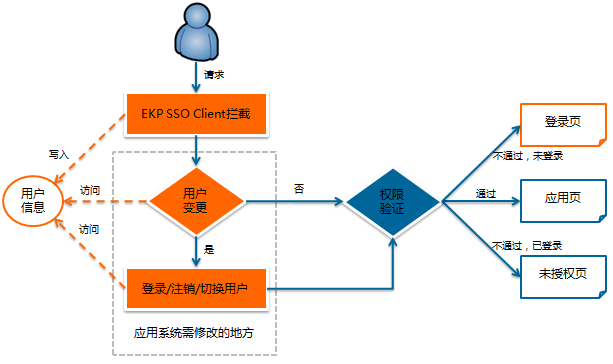 请求
EKP SSO Client拦截
写入
用户
信息
访问
访问
用户
变更
否
是
登录/注销/切换用户
应用系统需修改的地方
权限
验证
登录页
不通过，未登录
通过
应用页
不通过，已登录
未授权页